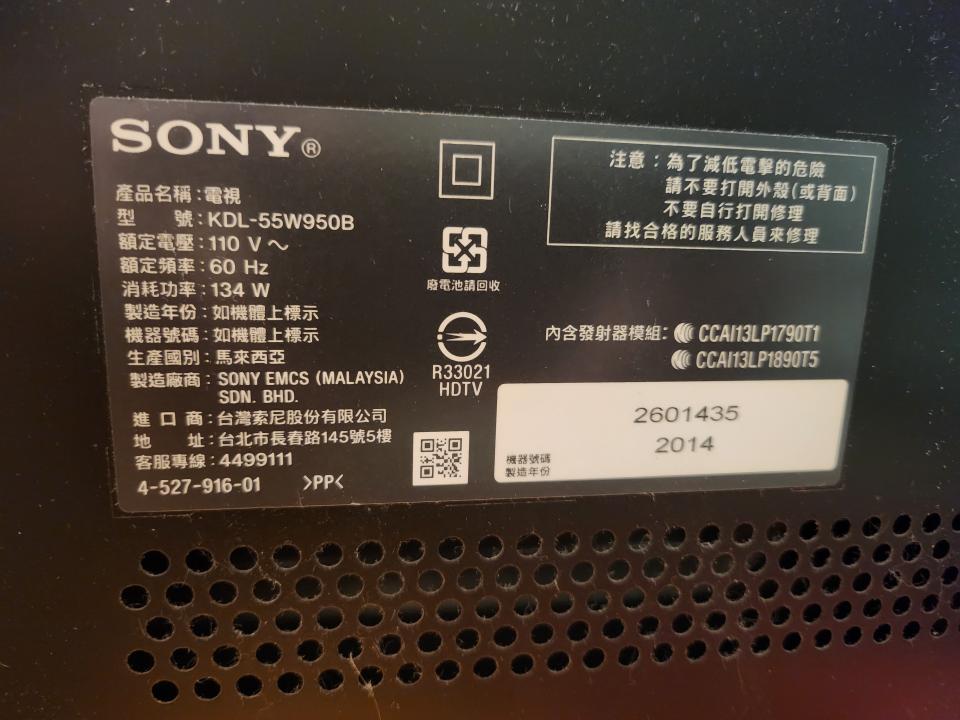 SONY®
產品名稱：電視
型 號：KDL-55W950B
額定電壓：110 V～
額定頻率：60 Hz
消耗功率：134 W
製造年份：如機體上標示
機器號碼：如機體上標示
生產國別：馬來西亞
製造廠商：SONY EMCS (MALAYSIA)
SDN. BHD.
進口商：台灣索尼股份有限公司
地 址：台北市長春路145號5樓
客服專線：4499111
4-527-916-01 >PP<
廢電池請回收
R33021
HDTV
注意：為了減低電擊的危險
請不要打開外殼(或背面)
不要自行打開修理
請找合格的服務人員來修理
內含發射器模組： CCAI13LP1790T1
CCAI13LP1890T5
2601435
2014
機器號碼
製造年份